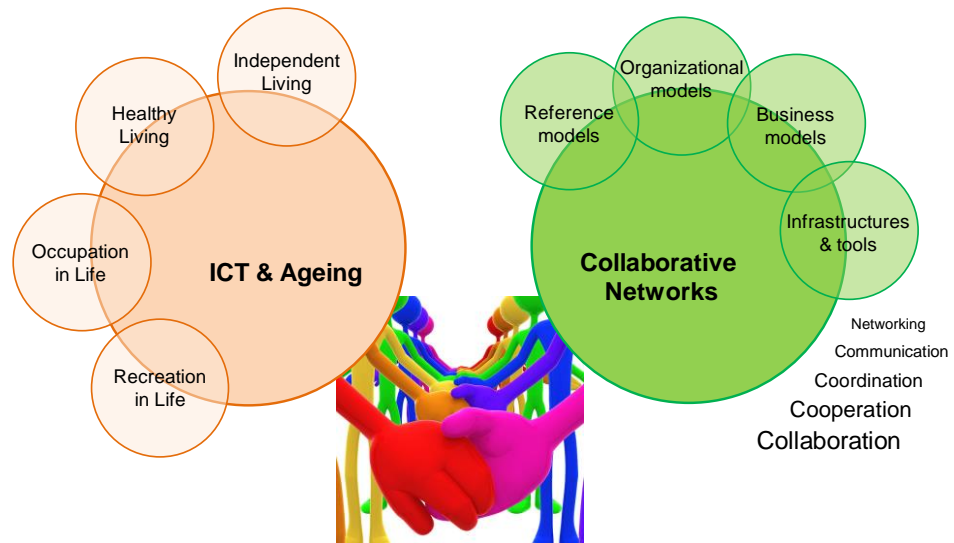 Independent
Living
Healthy
Living
Occupation
in Life
Recreation
in Life
ICT & Ageing
Reference
models
Organizational
models
Business
models
Infrastructures
& tools
Collaborative
Networks
Networking
Communication
Coordination
Cooperation
Collaboration